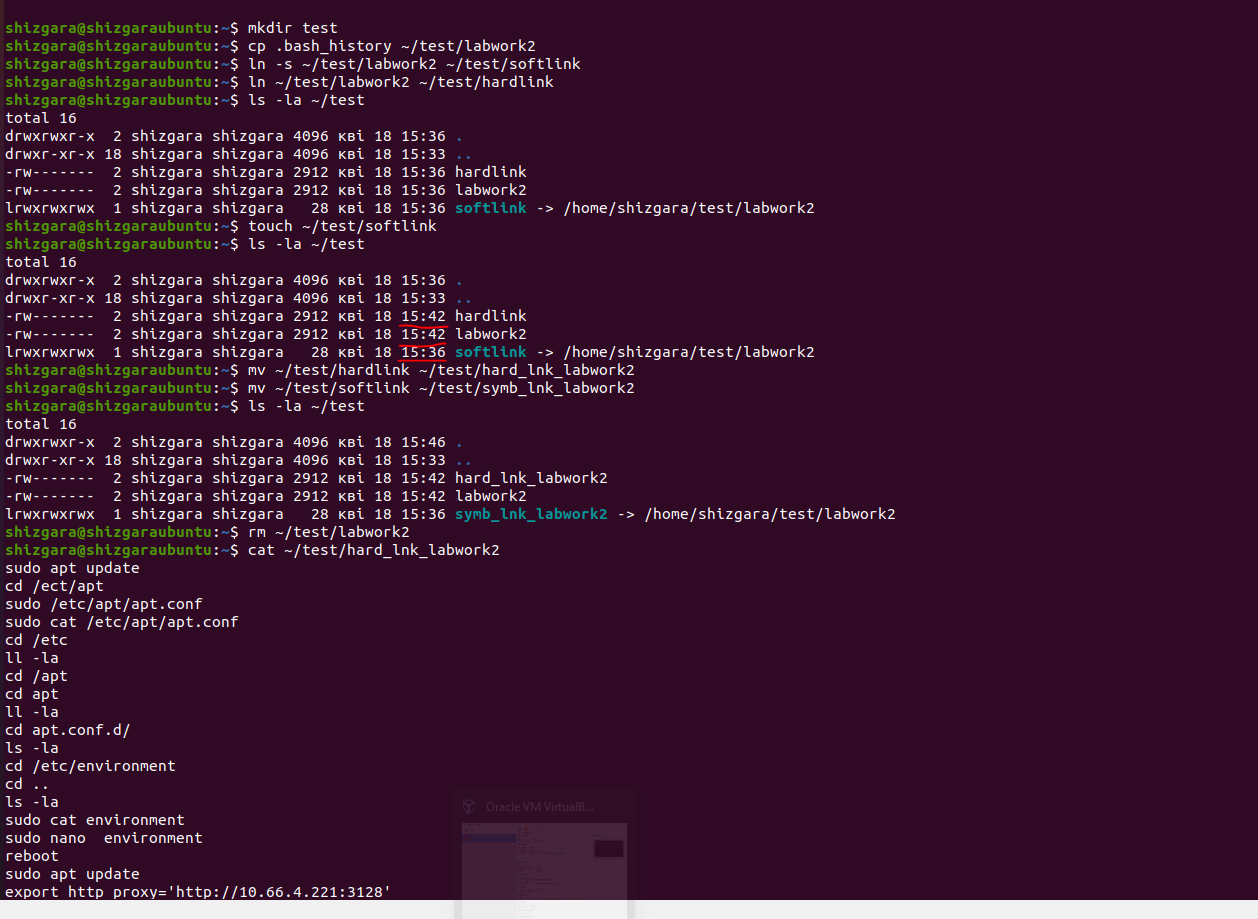 shizgara@shizgaraubuntu:~$ mkdir test
shizgara@shizgaraubuntu:~$ cp .bash_history ~/test/labwork2
shizgara@shizgaraubuntu:~$ ln -s ~/test/labwork2 ~/test/softlink
shizgara@shizgaraubuntu:~$ ln ~/test/labwork2 ~/test/hardlink
shizgara@shizgaraubuntu:~$ ls -la ~/test
total 16
drwxrwxr-x  2 shizgara shizgara 4096 кві 18 15:36 .
drwxr-xr-x 18 shizgara shizgara 4096 кві 18 15:33 ..
-rw-------  2 shizgara shizgara 2912 кві 18 15:36 hardlink
-rw-------  2 shizgara shizgara 2912 кві 18 15:36 labwork2
lrwxrwxrwx  1 shizgara shizgara   28 кві 18 15:36 softlink -> /home/shizgara/test/labwork2
shizgara@shizgaraubuntu:~$ touch ~/test/softlink
shizgara@shizgaraubuntu:~$ ls -la ~/test
total 16
drwxrwxr-x  2 shizgara shizgara 4096 кві 18 15:36 .
drwxr-xr-x 18 shizgara shizgara 4096 кві 18 15:33 ..
-rw-------  2 shizgara shizgara 2912 кві 18 15:42 hardlink
-rw-------  2 shizgara shizgara 2912 кві 18 15:42 labwork2
lrwxrwxrwx  1 shizgara shizgara   28 кві 18 15:36 softlink -> /home/shizgara/test/labwork2
shizgara@shizgaraubuntu:~$ mv ~/test/hardlink ~/test/hard_lnk_labwork2
shizgara@shizgaraubuntu:~$ mv ~/test/softlink ~/test/symb_lnk_labwork2
shizgara@shizgaraubuntu:~$ ls -la ~/test
total 16
drwxrwxr-x  2 shizgara shizgara 4096 кві 18 15:46 .
drwxr-xr-x 18 shizgara shizgara 4096 кві 18 15:33 ..
-rw-------  2 shizgara shizgara 2912 кві 18 15:42 hard_lnk_labwork2
-rw-------  2 shizgara shizgara 2912 кві 18 15:42 labwork2
lrwxrwxrwx  1 shizgara shizgara   28 кві 18 15:36 symb_lnk_labwork2 -> /home/shizgara/test/labwork2
shizgara@shizgaraubuntu:~$ rm ~/test/labwork2
shizgara@shizgaraubuntu:~$ cat ~/test/hard_lnk_labwork2
sudo apt update
cd /ect/apt
sudo /etc/apt/apt.conf
sudo cat /etc/apt/apt.conf
cd /etc
ll -la
cd /apt
cd apt
ll -la
cd apt.conf.d/
ls -la
cd /etc/environment
cd ..
ls -la
Oracle VM VirtualB...
sudo cat environment
sudo nano  environment
reboot
sudo apt update
export http_proxy='http://10.66.4.221:3128'